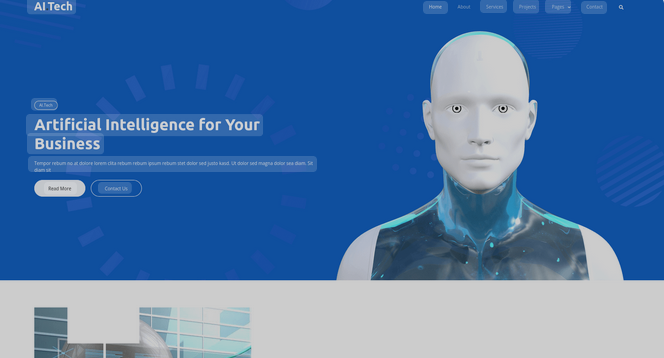 AI Tech
Home About Services Projects Pages Contact
AI.Tech
Artificial Intelligence for Your
Business
Tempor rebum no at dolore lorem clita rebum rebum ipsum rebum stet dolor sed justo kasd. Ut dolor sed magna dolor sea diam. Sit
diam sit
Read More Contact Us